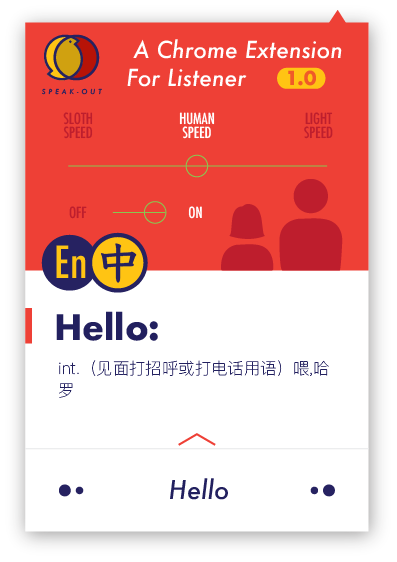 A Chrome Extension
For Listener 1.0
SPEAK-OUT
SLOTH SPEED
HUMAN SPEED
LIGHT SPEED
OFF
ON
En 中
Hello:
int.（见面打招呼或打电话用语）喂,哈
罗
Hello